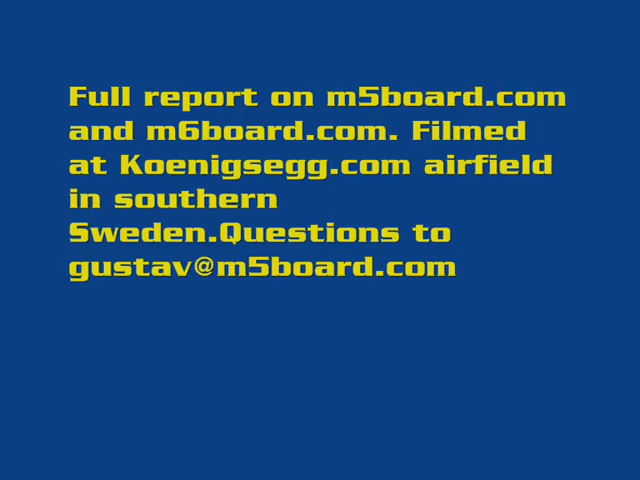 Full report on m5board.com
and m6board.com. Filmed
at Koenigsegg.com airfield
in southern
Sweden.Questions to
gustav@m5board.com